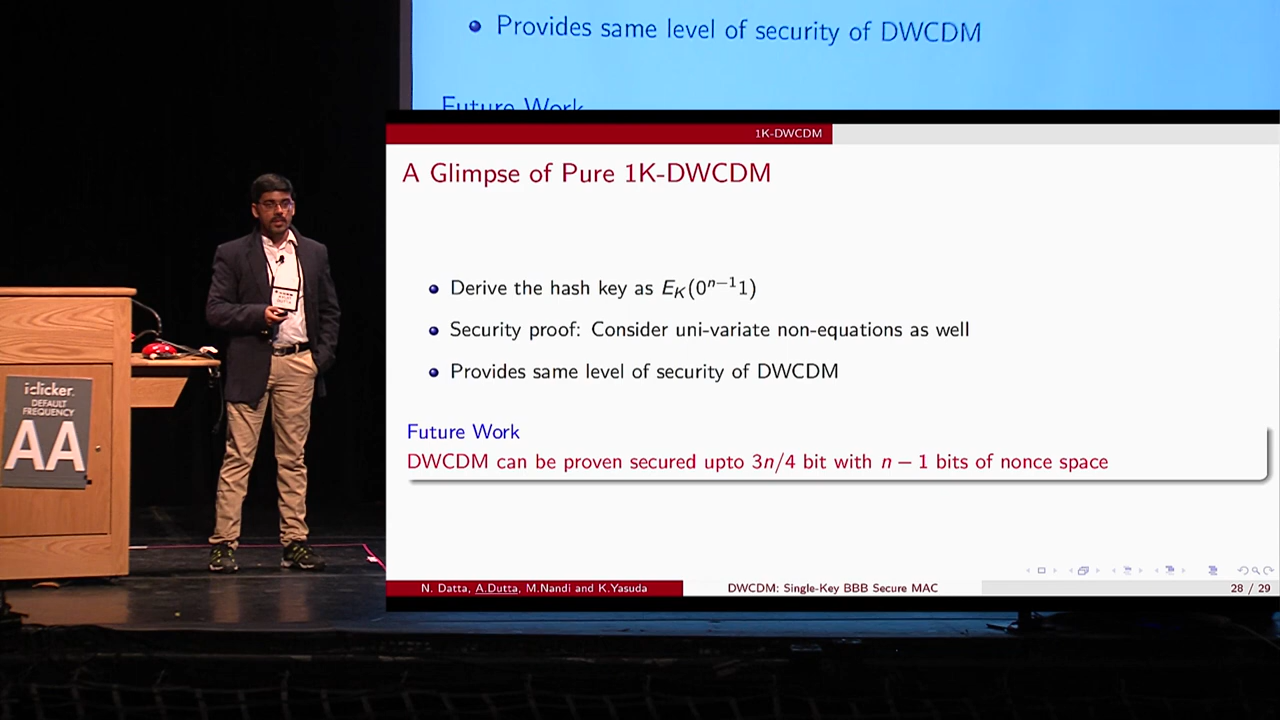 Provides same level of security of DWCDM
Future Work
1K-DWCDM
A Glimpse of Pure 1K-DWCDM
Derive the hash key as E_K(0^{n−1}1)
Security proof: Consider uni-variate non-equations as well
Provides same level of security of DWCDM
Future Work
DWCDM can be proven secured upto 3n/4 bit with n − 1 bits of nonce space
N. Datta, A.Dutta, M.Nandi and K.Yasuda
DWCDM: Single-Key BBB Secure MAC
28 / 29
iclicker.
DEFAULT
FREQUENCY
AA